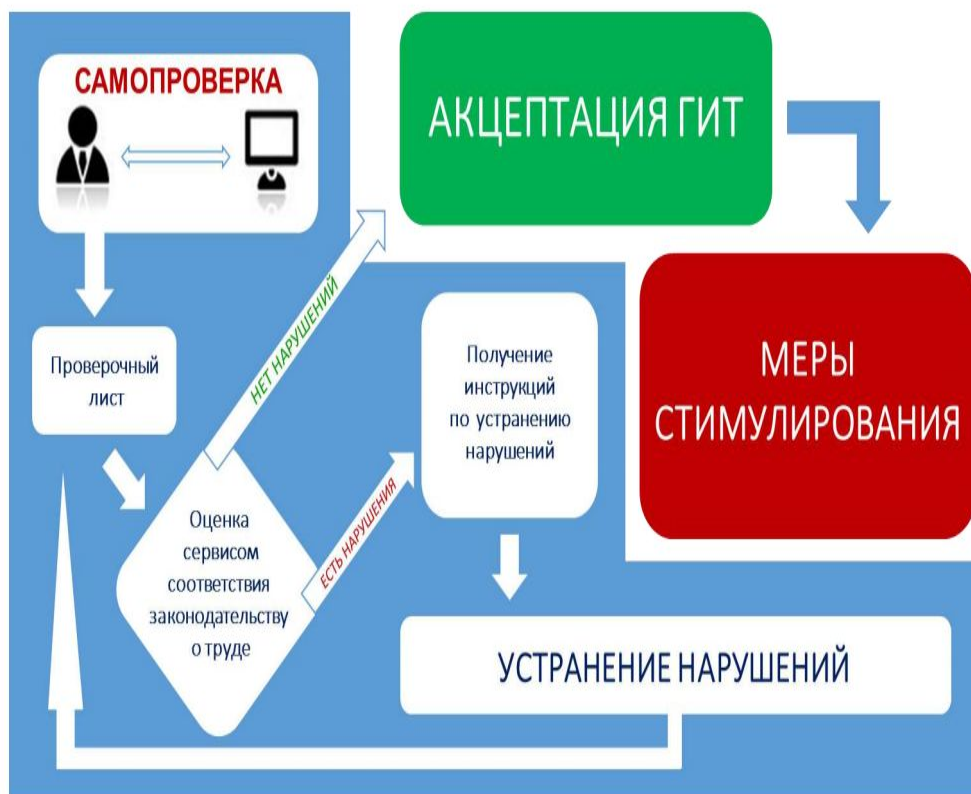 САМОПРОВЕРКА
АКЦЕПТАЦИЯ ГИТ
МЕРЫ
СТИМУЛИРОВАНИЯ
Проверочный
лист
НЕТ НАРУШЕНИЙ
Оценка
сервисом
соответствия
законодательству
о труде
ЕСТЬ НАРУШЕНИЯ
Получение
инструкций
по устранению
нарушений
УСТРАНЕНИЕ НАРУШЕНИЙ